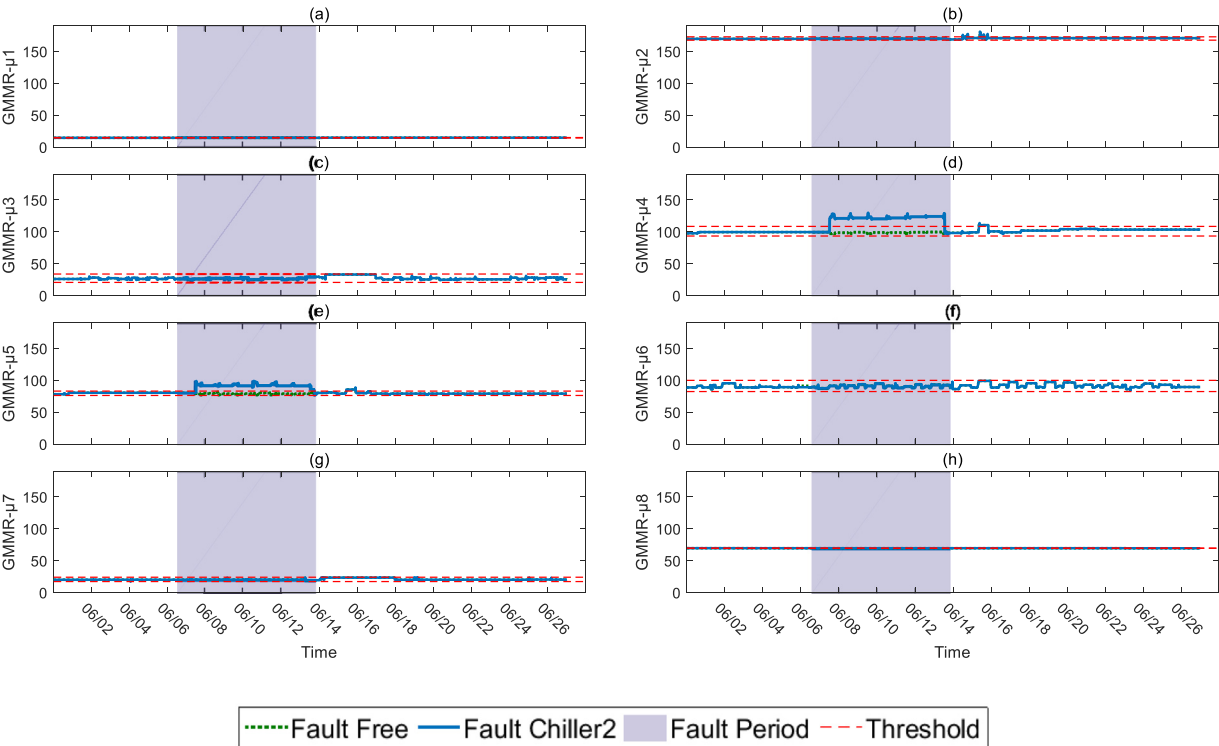 (a)
150
100
50
0
GMMR-μ1
(b)
150
100
50
0
GMMR-μ2
(c)
150
100
50
0
GMMR-μ3
(d)
150
100
50
0
GMMR-μ4
(e)
150
100
50
0
GMMR-μ5
(f)
150
100
50
0
GMMR-μ6
(g)
150
100
50
0
GMMR-μ7
06/02 06/04 06/06 06/08 06/10 06/12 06/14 06/16 06/18 06/20 06/22 06/24 06/26
Time
(h)
150
100
50
0
GMMR-μ8
06/02 06/04 06/06 06/08 06/10 06/12 06/14 06/16 06/18 06/20 06/22 06/24 06/26
Time
Fault Free Fault Chiller2 Fault Period Threshold